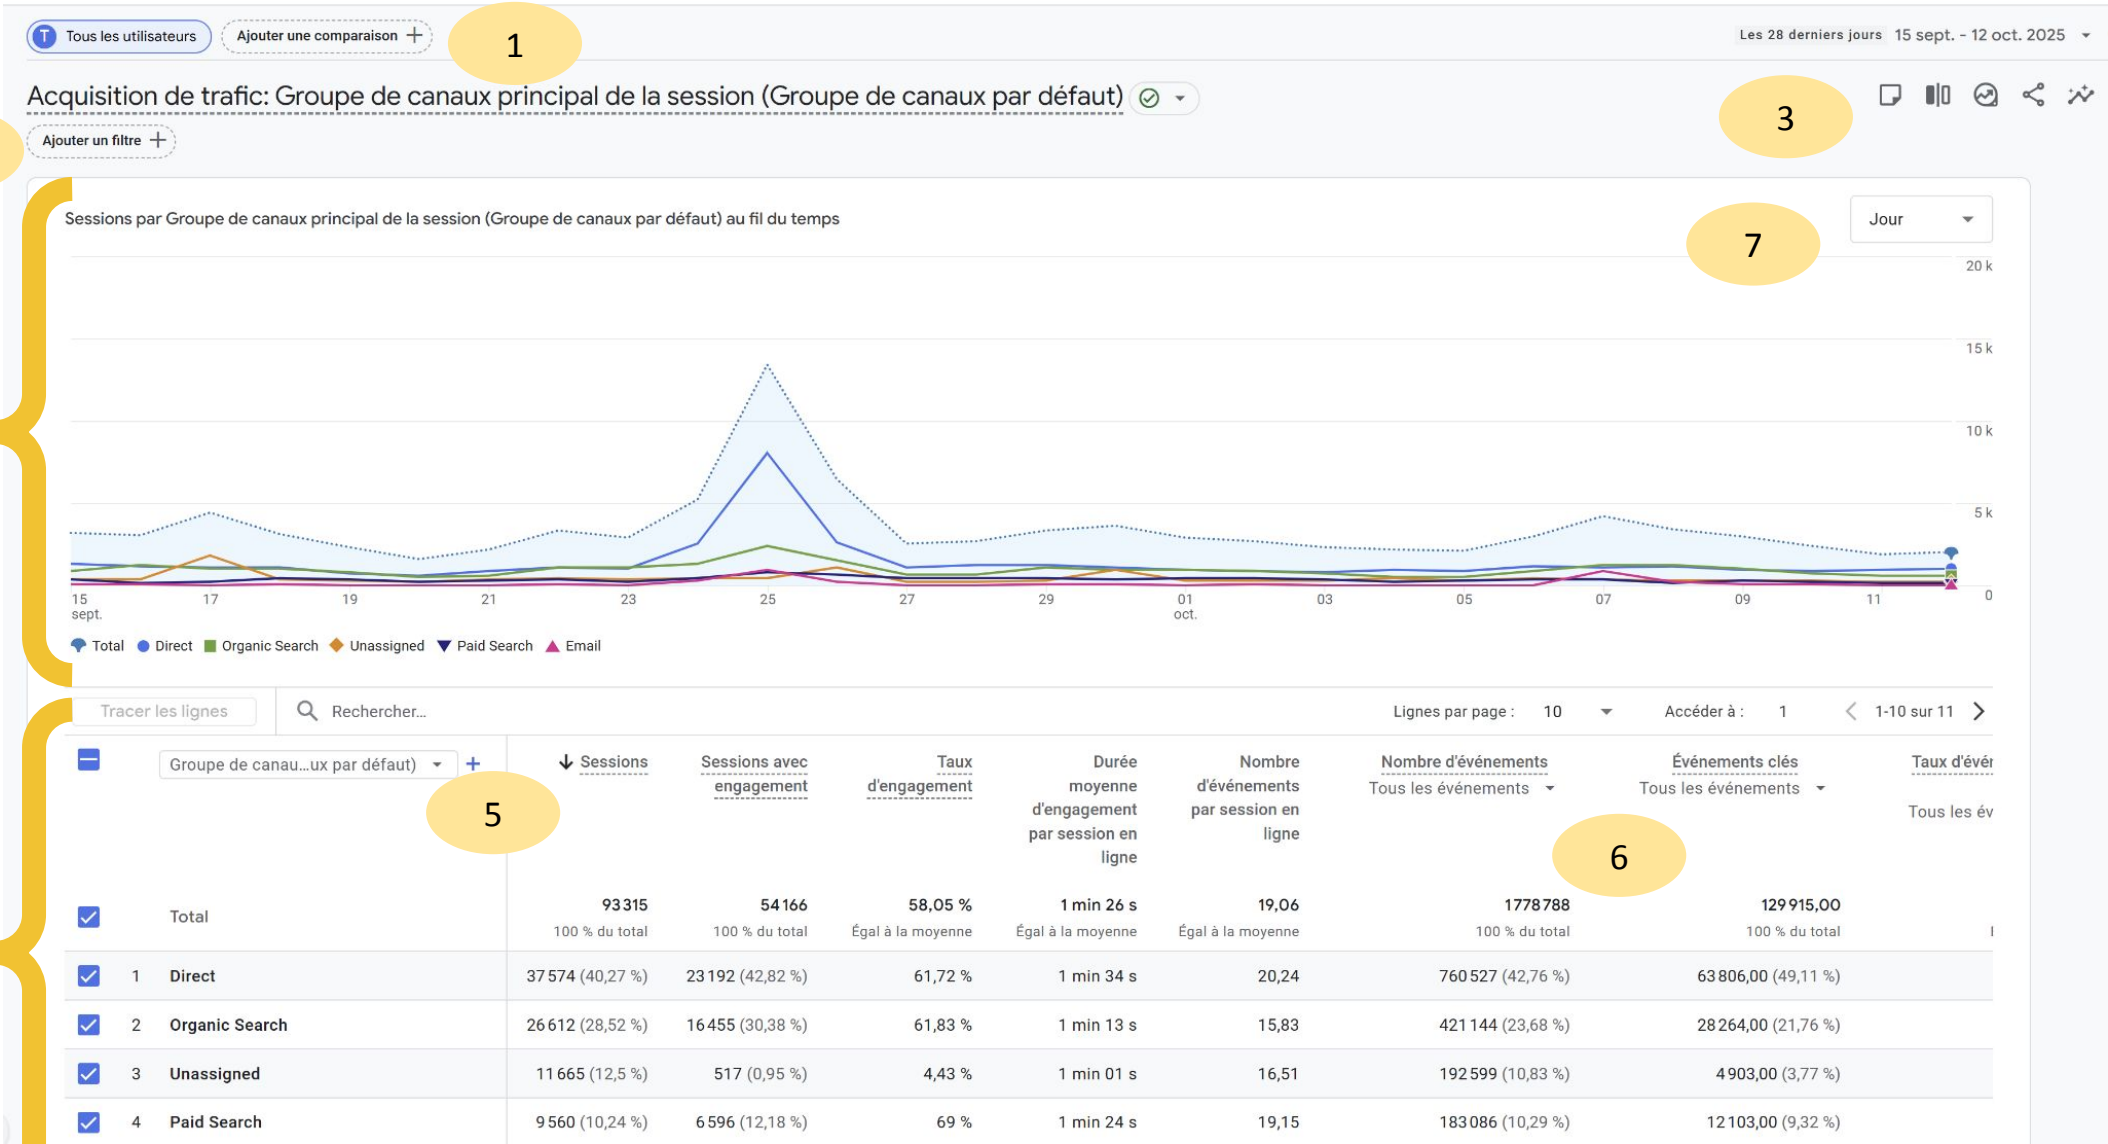 T Tous les utilisateurs Ajouter une comparaison + 1 Les 28 derniers jours 15 sept. - 12 oct. 2025
Acquisition de trafic: Groupe de canaux principal de la session (Groupe de canaux par défaut) 3
Ajouter un filtre +
Sessions par Groupe de canaux principal de la session (Groupe de canaux par défaut) au fil du temps
7 Jour
20 k
15 k
10 k
5 k
0
15 17 19 21 23 25 27 29 01 03 05 07 09 11
sept. oct.
Total Direct Organic Search Unassigned Paid Search Email
Tracer les lignes Rechercher... Lignes par page : 10 Accéder à : 1 1-10 sur 11
Groupe de canau...ux par défaut) + 5
Sessions
Sessions avec
engagement
Taux
d'engagement
Durée
moyenne
d'engagement
par session en
ligne
Nombre
d'événements
par session en
ligne
Nombre d'événements
Tous les événements
Événements clés
Tous les événements
6
Taux d'évén
Tous les év
Total 93 315 54 166 58,05 % 1 min 26 s 19,06 1 778 788 129 915,00
100 % du total 100 % du total Égal à la moyenne Égal à la moyenne Égal à la moyenne 100 % du total 100 % du total
1 Direct 37 574 (40,27 %) 23 192 (42,82 %) 61,72 % 1 min 34 s 20,24 760 527 (42,76 %) 63 806,00 (49,11 %)
2 Organic Search 26 612 (28,52 %) 16 455 (30,38 %) 61,83 % 1 min 13 s 15,83 421 144 (23,68 %) 28 264,00 (21,76 %)
3 Unassigned 11 665 (12,5 %) 517 (0,95 %) 4,43 % 1 min 01 s 16,51 192 599 (10,83 %) 4 903,00 (3,77 %)
4 Paid Search 9 560 (10,24 %) 6 596 (12,18 %) 69 % 1 min 24 s 19,15 183 086 (10,29 %) 12 103,00 (9,32 %)